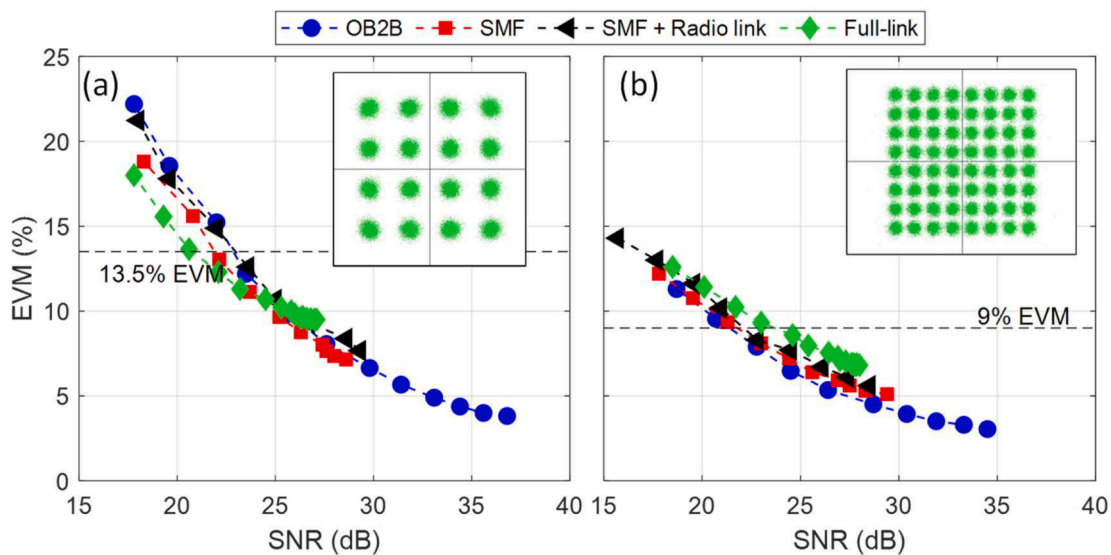 OB2B SMF SMF + Radio link Full-link
(a)
(b)
25
20
15
10
5
0
13.5% EVM
9% EVM
15 20 25 30 35 40
15 20 25 30 35 40
EVM (%)
SNR (dB)
SNR (dB)